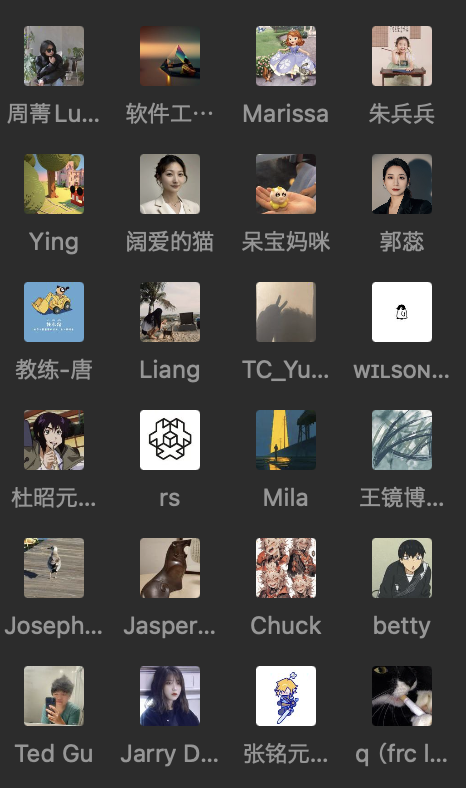 周菁Lu...
软件工...
Marissa
朱兵兵
Ying
阔爱的猫
呆宝妈咪
郭蕊
教练-唐
Liang
TC_Yu...
WILSON...
杜昭元...
rs
Mila
王镜博...
Joseph...
Jasper...
Chuck
betty
Ted Gu
Jarry D...
张铭元...
q (frc l...